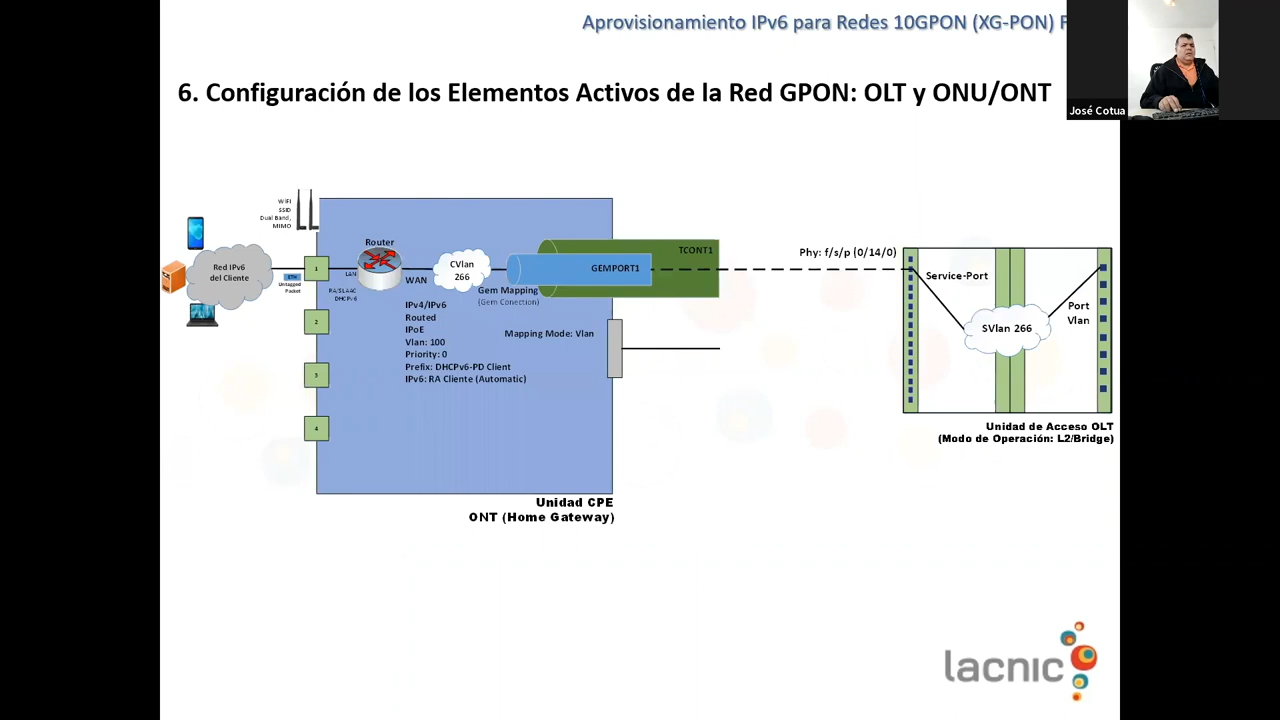 Aprovisionamiento IPv6 para Redes 10GPON (XG-PON) F
José Cotua
6. Configuración de los Elementos Activos de la Red GPON: OLT y ONU/ONT
WiFi
SSID
Dual Band,
MIMO
Red IPv6
del Cliente
ETH
Untagged
Packet
1
2
3
4
Router
LAN
RA/SLAAC
DHCPv6
WAN
CVlan
266
IPv4/IPv6
Routed
IPoE
Vlan: 100
Priority: 0
Prefix: DHCPv6-PD Client
IPv6: RA Cliente (Automatic)
TCONT1
GEMPORT1
Gem Mapping
(Gem Conection)
Mapping Mode: Vlan
Unidad CPE
ONT (Home Gateway)
Phy: f/s/p (0/14/0)
Service-Port
SVlan 266
Port
Vlan
Unidad de Acceso OLT
(Modo de Operación: L2/Bridge)
lacnic